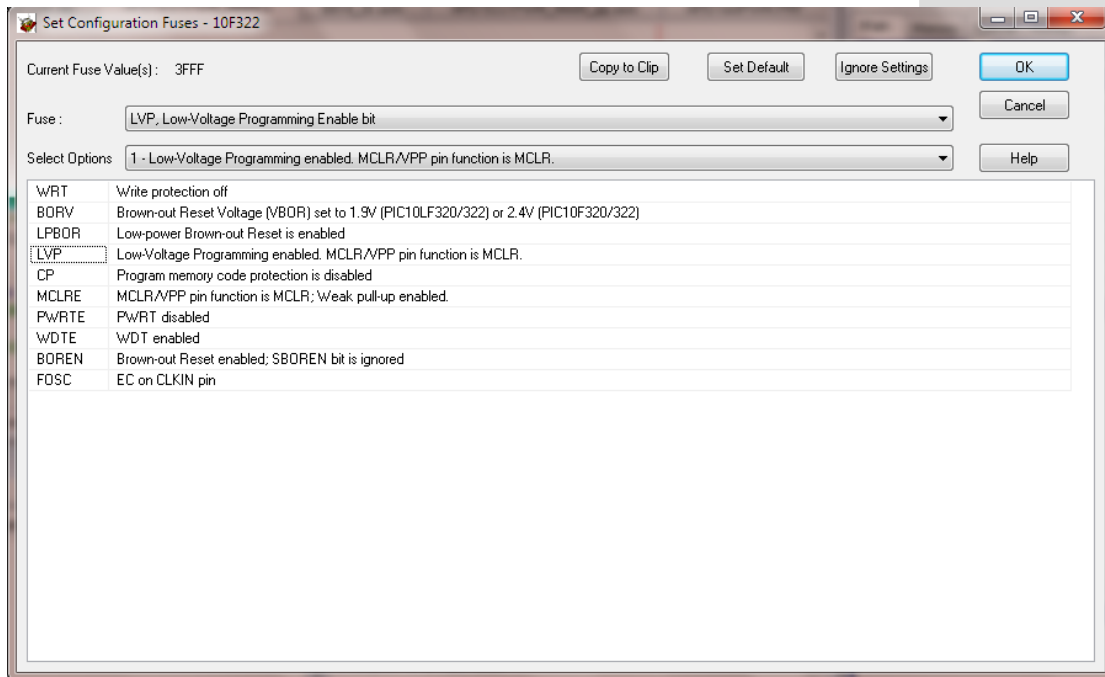 Set Configuration Fuses - 10F322
Current Fuse Value(s) : 3FFF
Copy to Clip
Set Default
Ignore Settings
OK
Cancel
Fuse :
LVP, Low-Voltage Programming Enable bit
Select Options
1 - Low-Voltage Programming enabled. MCLR/VPP pin function is MCLR.
Help
WRT Write protection off
BORV Brown-out Reset Voltage (VBOR) set to 1.9V (PIC10LF320/322) or 2.4V (PIC10F320/322)
LPBOR Low-power Brown-out Reset is enabled
LVP Low-Voltage Programming enabled. MCLR/VPP pin function is MCLR.
CP Program memory code protection is disabled
MCLRE MCLR/VPP pin function is MCLR; Weak pull-up enabled.
PWRTE PWRT disabled
WDTE WDT enabled
BOREN Brown-out Reset enabled; SBOREN bit is ignored
FOSC EC on CLKIN pin